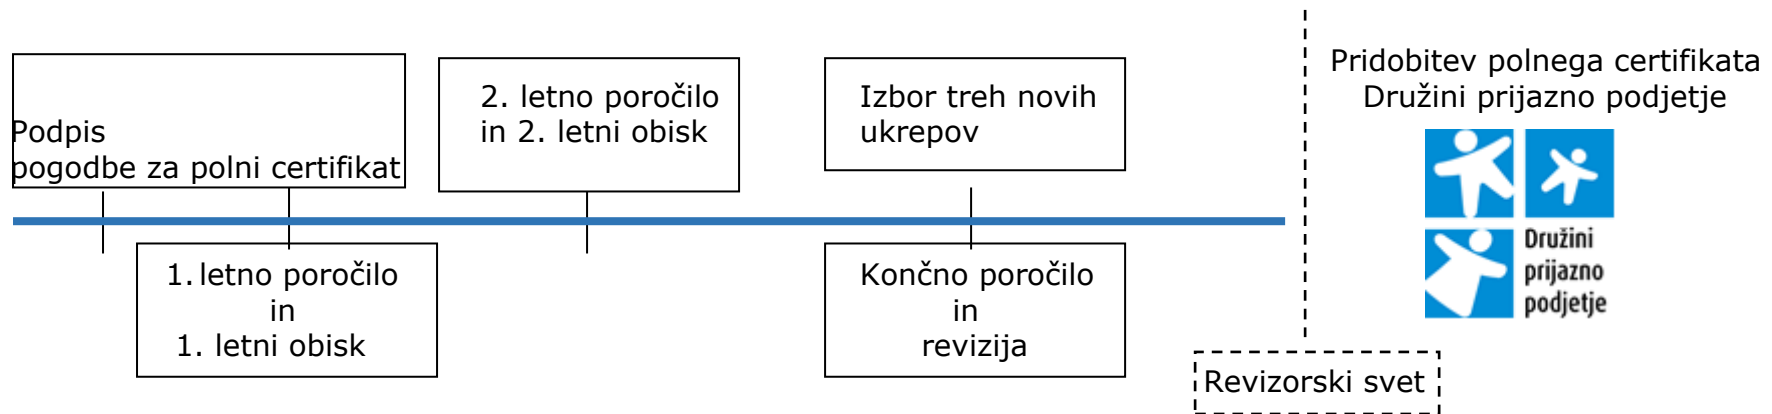 Podpis
pogodbe za polni certifikat
1. letno poročilo
in
1. letni obisk
2. letno poročilo
in 2. letni obisk
Izbor treh novih
ukrepov
Končno poročilo
in
revizija
Revizorski svet
Pridobitev polnega certifikata
Družini prijazno podjetje
Družini
prijazno
podjetje